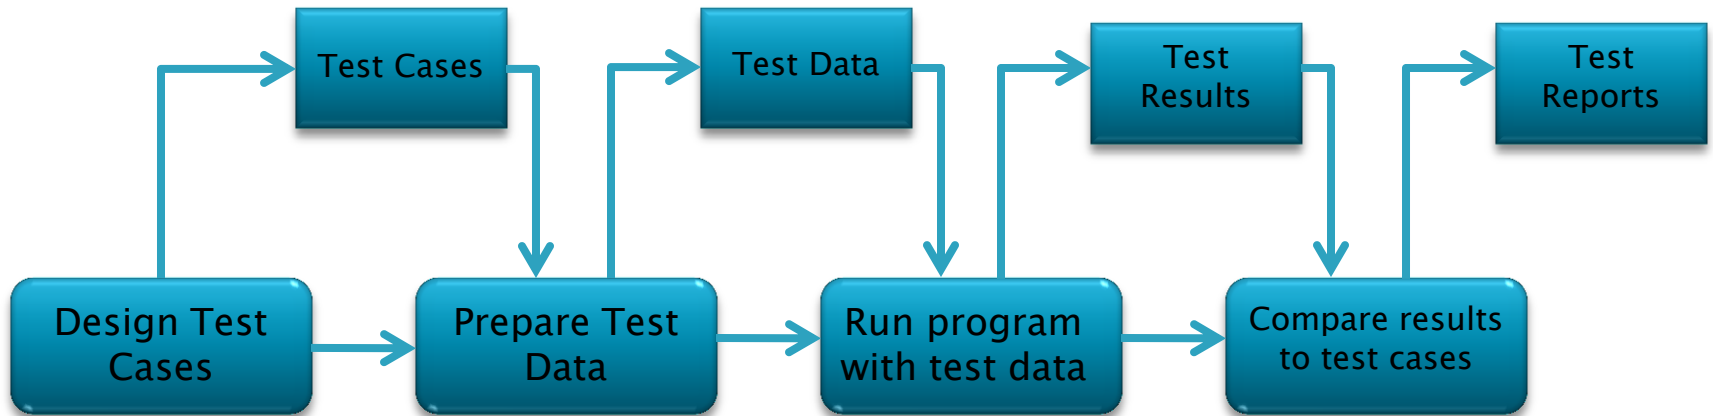 Test Cases
Test Data
Test
Results
Test
Reports
Design Test
Cases
Prepare Test
Data
Run program
with test data
Compare results
to test cases